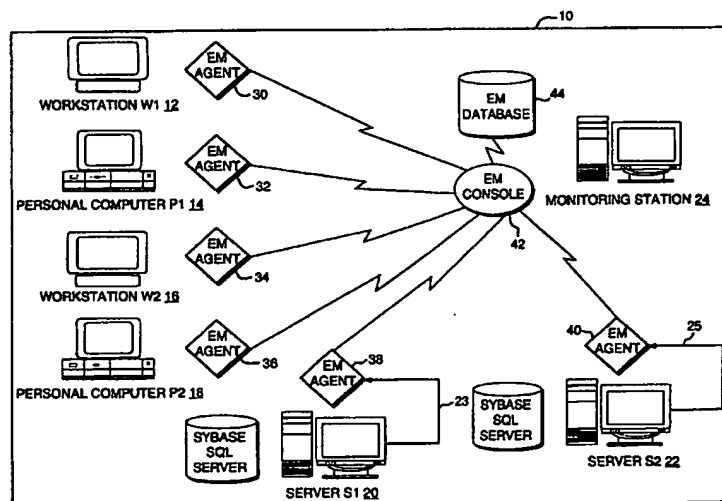 10
EM
AGENT
30
WORKSTATION W1 12
EM
DATABASE
44
EM
AGENT
32
PERSONAL COMPUTER P1 14
EM
CONSOLE
42
MONITORING STATION 24
EM
AGENT
34
WORKSTATION W2 16
EM
AGENT
36
PERSONAL COMPUTER P2 18
EM
AGENT
38
40
EM
AGENT
25
SYBASE
SQL
SERVER
23
SERVER S1 20
SYBASE
SQL
SERVER
SERVER S2 22